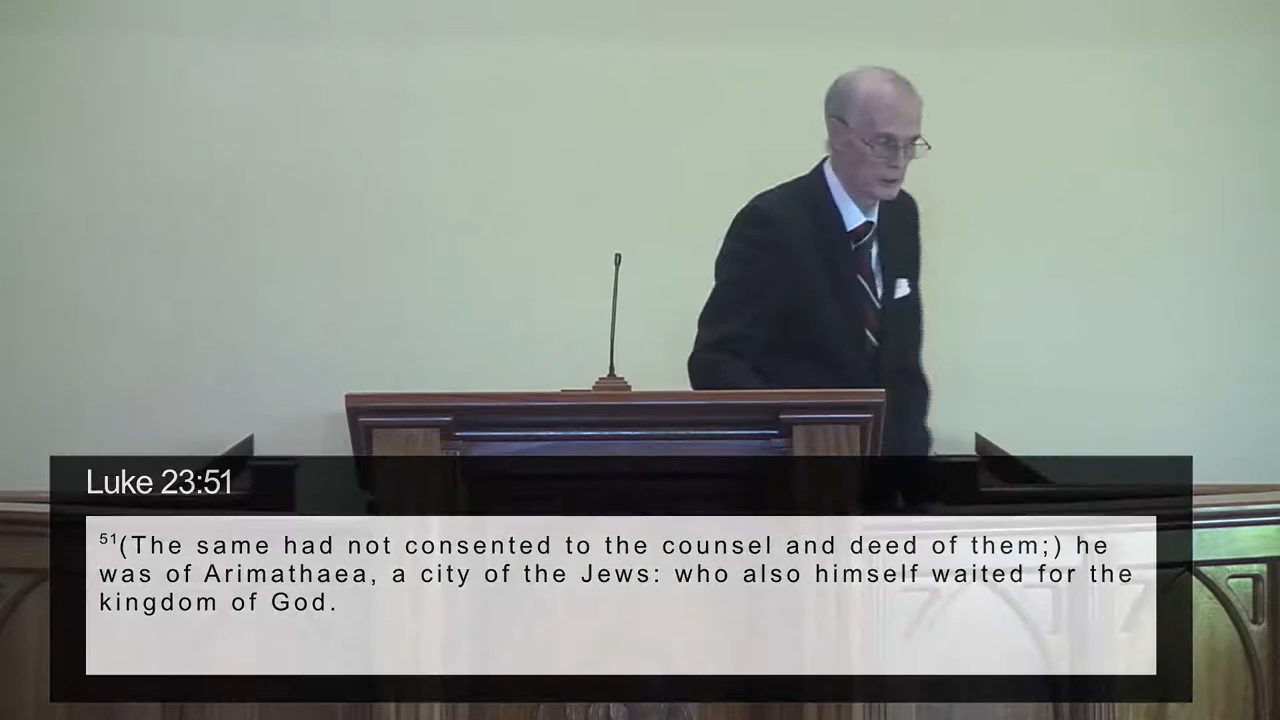 Luke 23:51
51(The same had not consented to the counsel and deed of them;) he
was of Arimathaea, a city of the Jews: who also himself waited for the
kingdom of God.